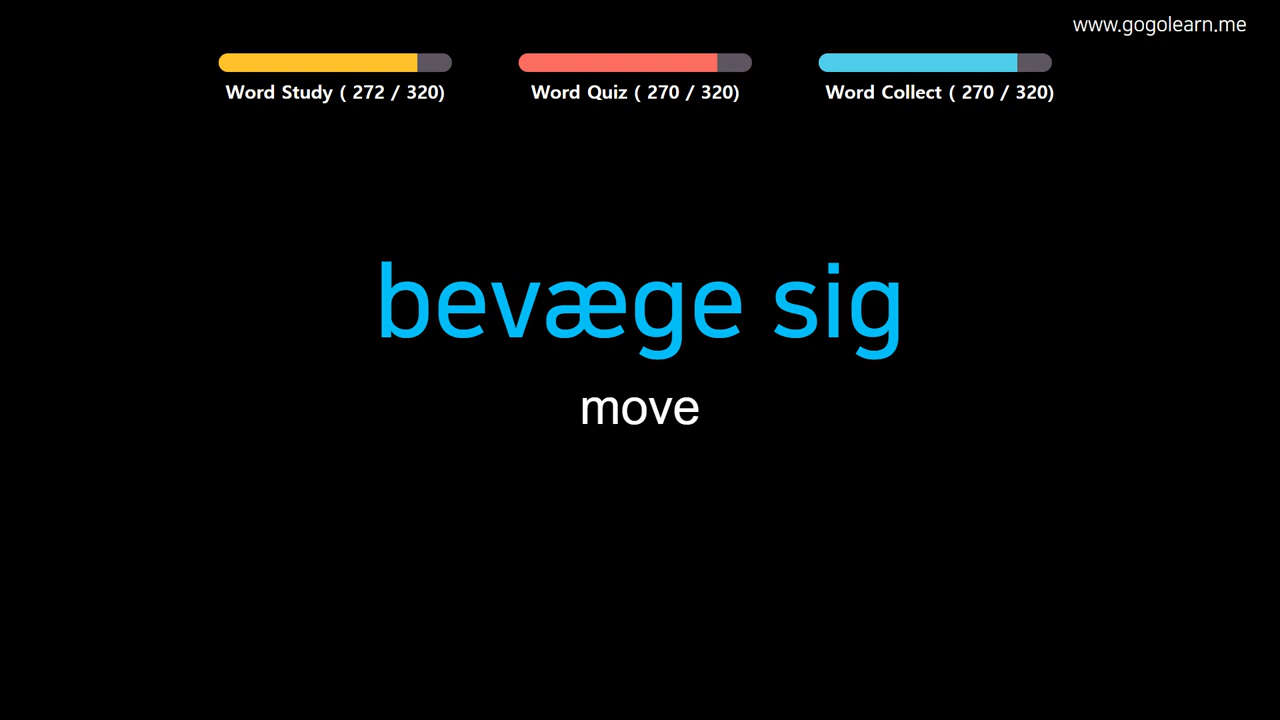 www.gogolearn.me
Word Study ( 272 / 320)
Word Quiz ( 270 / 320)
Word Collect ( 270 / 320)
bevæge sig
move